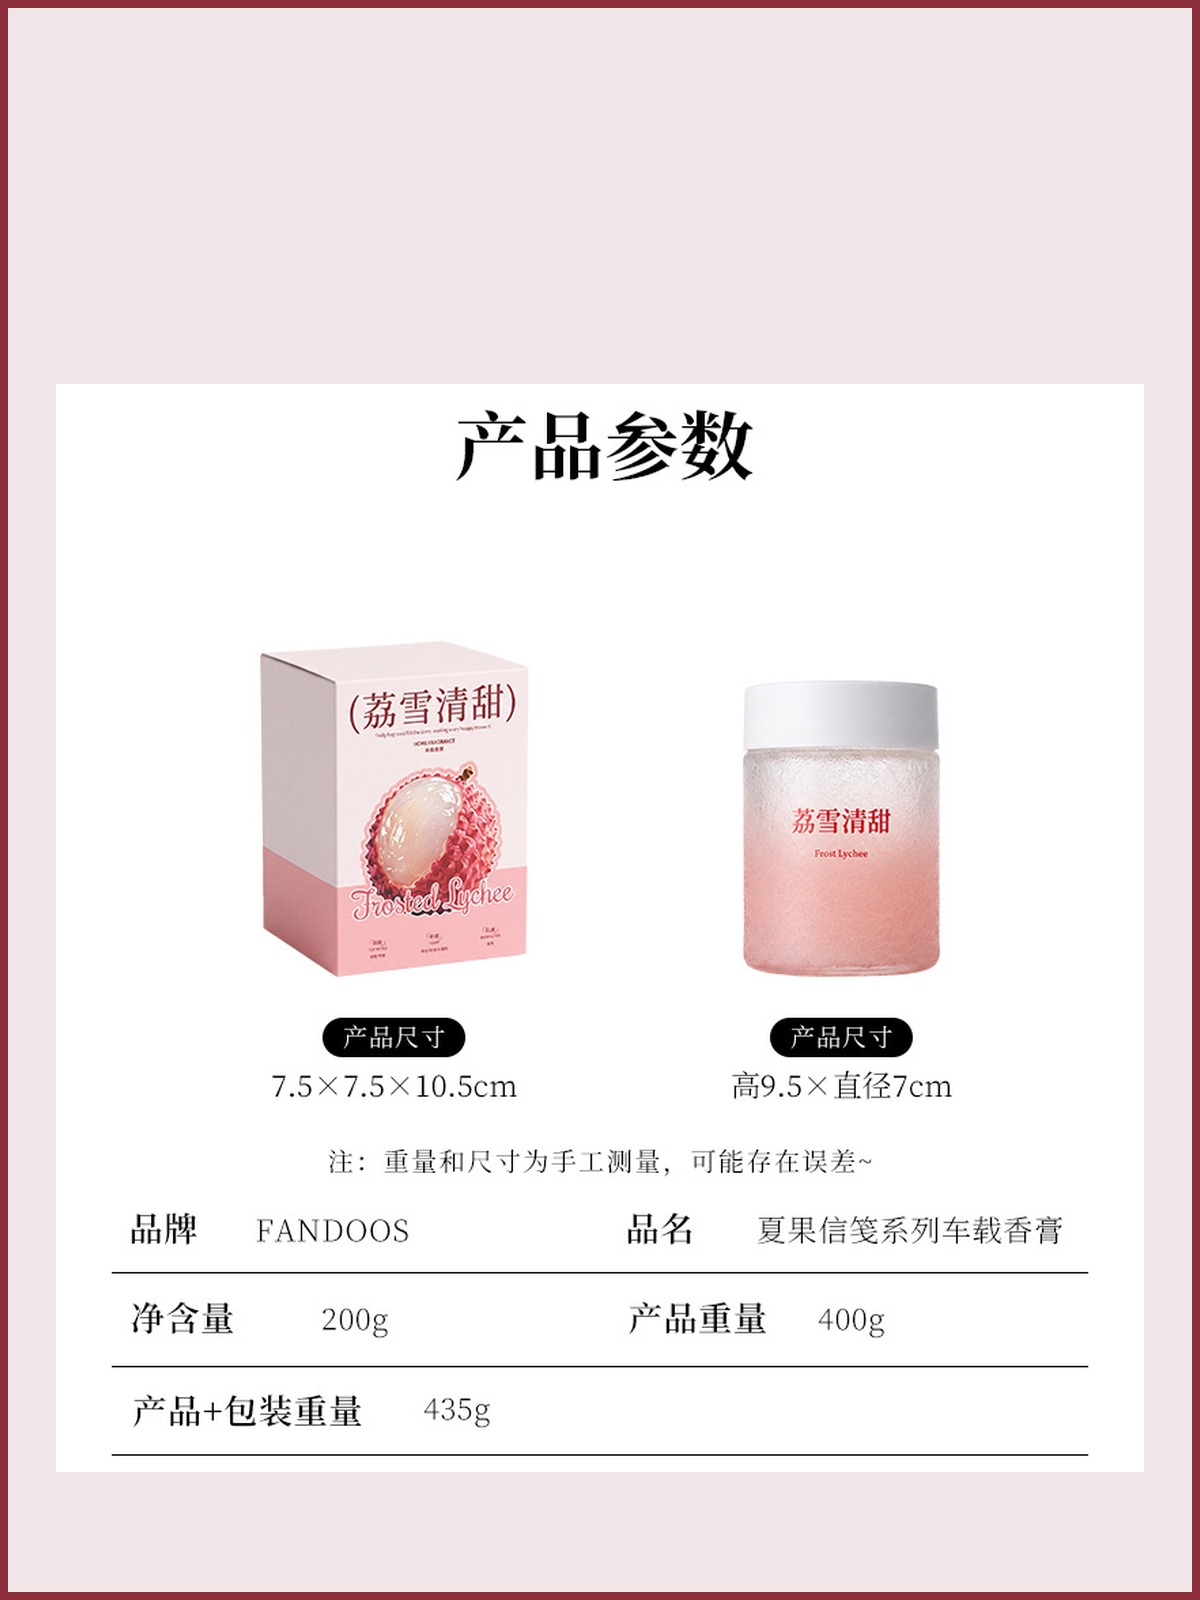 产品参数
(荔雪清甜)
HOME FRAGRANCE
Frosted Lychee
荔雪清甜
Frost Lychee
产品尺寸
7.5×7.5×10.5cm
产品尺寸
高9.5×直径7cm
注：重量和尺寸为手工测量，可能存在误差~
品牌 FANDOOS 品名 夏果信笺系列车载香膏
净含量 200g 产品重量 400g
产品+包装重量 435g